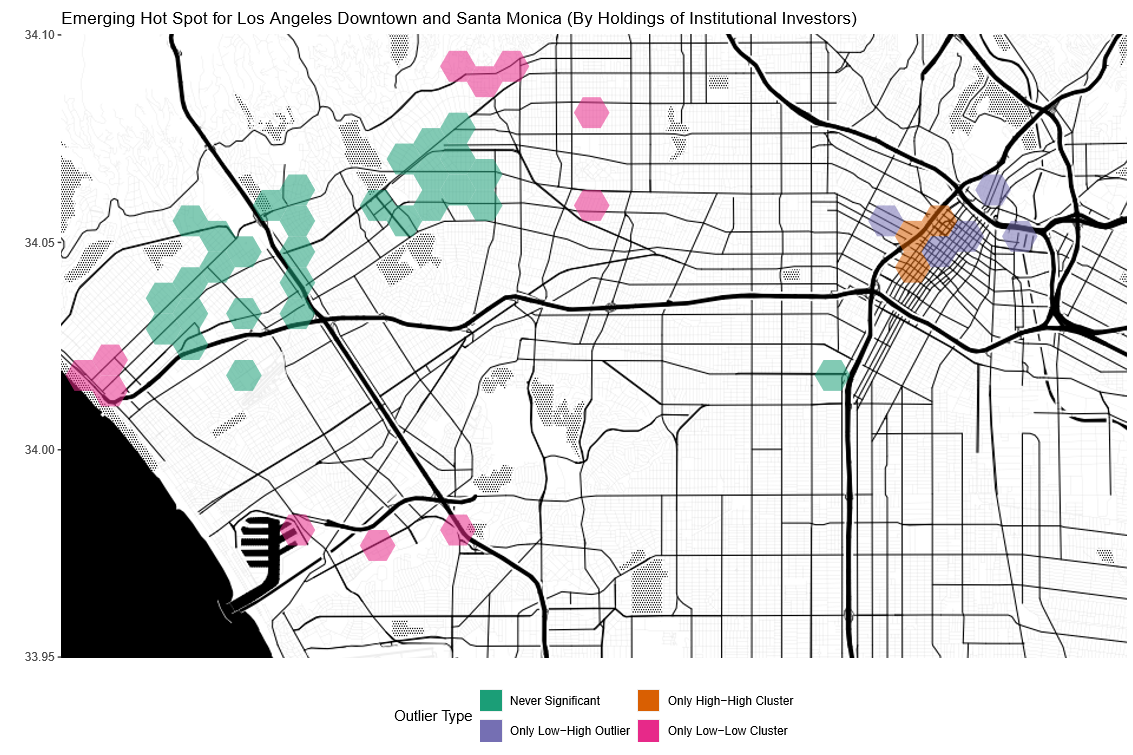 Emerging Hot Spot for Los Angeles Downtown and Santa Monica (By Holdings of Institutional Investors)
34.10
34.05
34.00
33.95
Outlier Type
Never Significant
Only High−High Cluster
Only Low−High Outlier
Only Low−Low Cluster